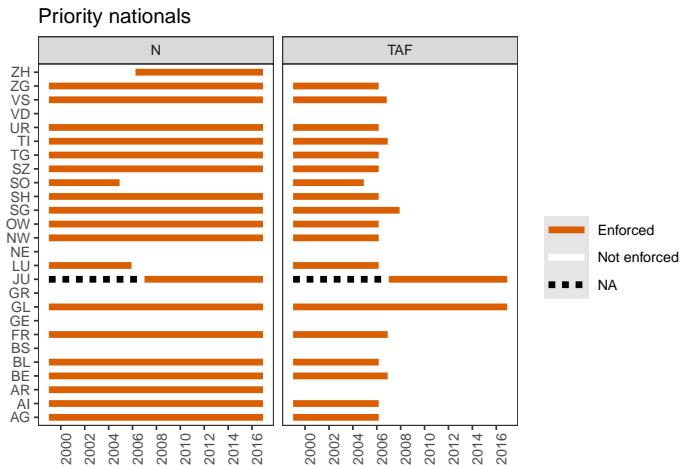 Priority nationals
N
TAF
ZH
ZG
VS
VD
UR
TI
TG
SZ
SO
SH
SG
OW
NW
NE
LU
JU
GR
GL
GE
FR
BS
BL
BE
AR
AI
AG
2000 2002 2004 2006 2008 2010 2012 2014 2016
2000 2002 2004 2006 2008 2010 2012 2014 2016
Enforced
Not enforced
NA